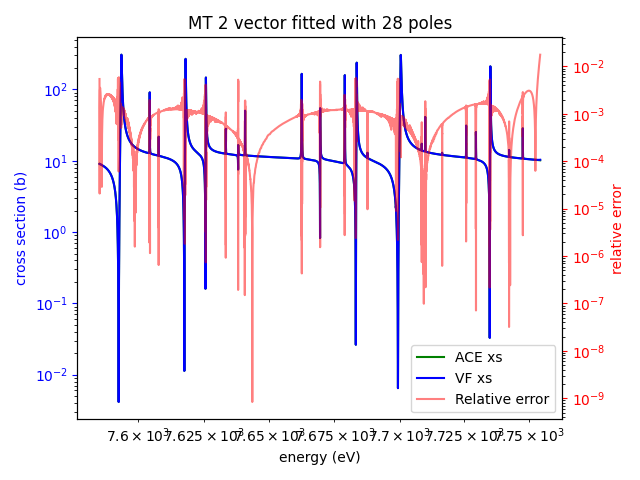 MT 2 vector fitted with 28 poles
cross section (b)
10²
10¹
10⁰
10⁻¹
10⁻²
10⁻²
10⁻³
10⁻⁴
10⁻⁵
10⁻⁶
10⁻⁷
10⁻⁸
10⁻⁹
relative error
ACE xs
VF xs
Relative error
7.6 × 10³ 7.625 × 10³ 7.65 × 10³ 7.675 × 10³ 7.7 × 10³ 7.725 × 10³ 7.75 × 10³
energy (eV)